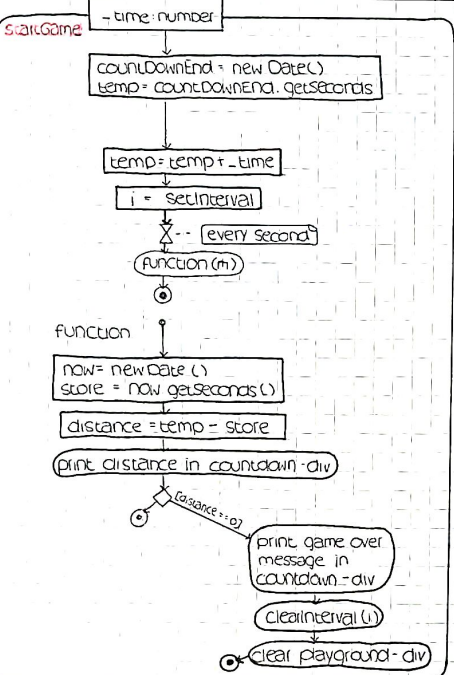 - time: number
startGame
countDownEnd = new Date()
temp = countDownEnd.getSeconds
temp = temp + - time
i = setInterval
every second
function (m)
function
now = new Date ()
store = now getSeconds ()
distance = temp - store
print distance in countdown-div
[distance == 0]
print game over
message in
countdown-div
clearInterval (i)
clear playground-div